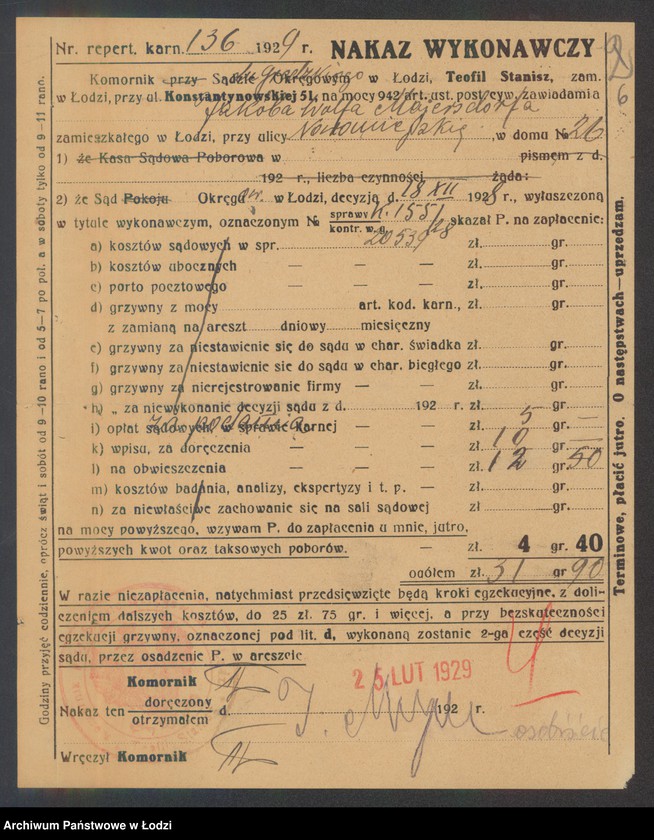 Nr. repert. karn. 136 1929 r. NAKAZ WYKONAWCZY
Komornik przy Sądzie Okręgowym w Łodzi, Teofil Stanisz, zam.
w Łodzi, przy ul. Konstantynowskiej 51, na mocy 942 art. ust. post. cyw. zawiadamia
Jakóba Wolfa Majersdorfa
zamieszkałego w Łodzi, przy ulicy Nowomiejskiej, w domu № 26
1) że Kasa Sądowa Poborowa w pismem z d.
192 r., liczba czynności żąda:
2) że Sąd Pokoju Okręgow. w Łodzi, decyzją d. 18 XII 1928 r., wyłuszczoną
w tytule wykonawczym, oznaczonym № sprawy K. 1551/28 skazał P. na zapłacenie:
kontr. w. g. 20539
a) kosztów sądowych w spr. zł. gr.
b) kosztów ubocznych — — zł. gr.
c) porto pocztowego — — zł. gr.
d) grzywny z mocy art. kod. karn., zł. gr.
z zamianą na areszt dniowy miesięczny
e) grzywny za niestawienie się do sądu w char. świadka zł. gr.
f) grzywny za niestawienie się do sądu w char. biegłego zł. gr.
g) grzywny za nierejestrowanie firmy — — zł. gr.
h) „ za niewykonanie decyzji sądu z d. 192 r. zł. gr.
i) opłat sądowych, w sprawie karnej — zł. 5 gr. —
k) wpisu, za doręczenia — — zł. 10 gr. —
l) na obwieszczenia — — zł. 12 gr. 50
m) kosztów badania, analizy, ekspertyzy i t. p. — zł. gr.
n) za niewłaściwe zachowanie się na sali sądowej zł. gr.
na mocy powyższego, wzywam P. do zapłacenia u mnie, jutro,
powyższych kwot oraz taksowych poborów. — zł. 4 gr. 40
ogółem zł. 31 gr 90
W razie niezapłacenia, natychmiast przedsięwzięte będą kroki egzekucyjne, z doli-
czeniem dalszych kosztów, do 25 zł. 75 gr. i więcej, a przy bezskuteczności
egzekucji grzywny, oznaczonej pod lit. d, wykonaną zostanie 2-ga część decyzji
sądu, przez osadzenie P. w areszcie
Komornik
25 LUT 1929
Nakaz ten doręczony d. 192 r.
otrzymałem
osobiście
Wręczył Komornik
Godziny przyjęć codziennie, oprócz świąt i sobót od 9—10 rano i od 5—7 po poł. a w soboty tylko od 9—11 rano.
Terminowe, płacić jutro. O następstwach—uprzedzam.
6
Archiwum Państwowe w Łodzi